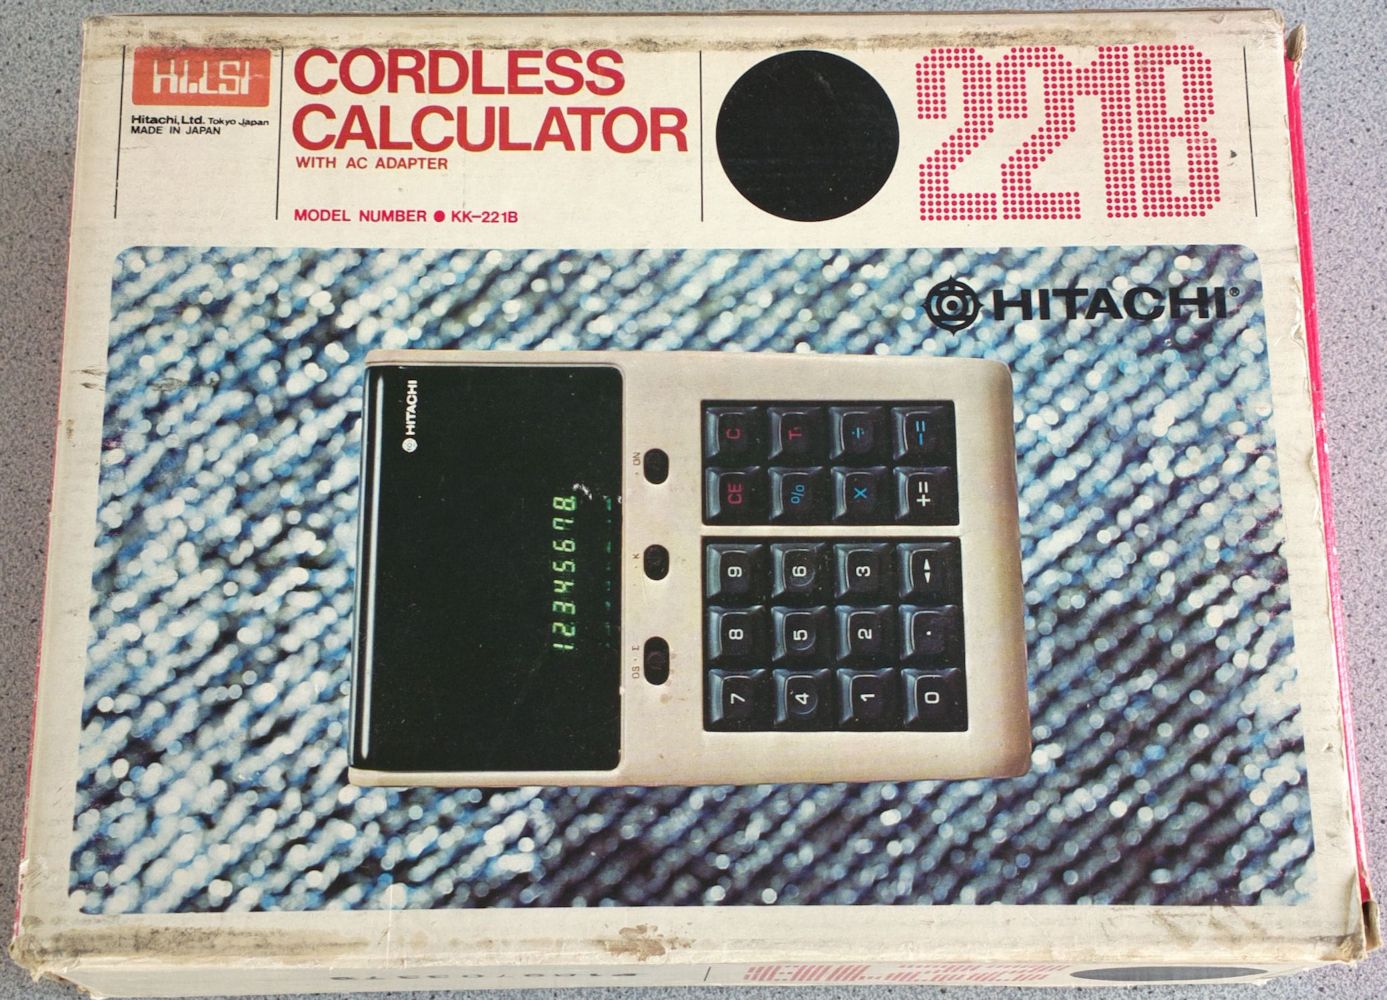 HI.LSI
Hitachi, Ltd. Tokyo Japan
MADE IN JAPAN
CORDLESS
CALCULATOR
WITH AC ADAPTER
MODEL NUMBER ● KK-221B
221B
HITACHI®
HITACHI
12345678.
ON
K
DS · Σ
C ÷ -=
CE % X +=
9 6 3 ◄►
8 5 2 .
7 4 1 0